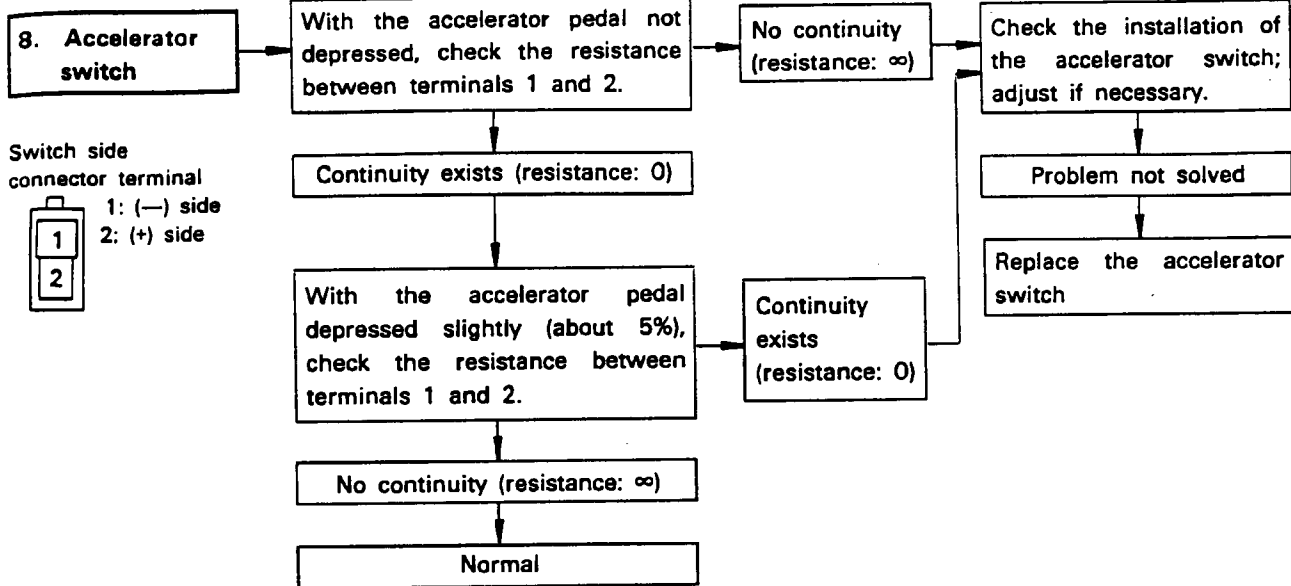 8. Accelerator
switch
With the accelerator pedal not
depressed, check the resistance
between terminals 1 and 2.
No continuity
(resistance: ∞)
Check the installation of
the accelerator switch;
adjust if necessary.
Switch side
connector terminal
1: (—) side
2: (+) side
1
2
Continuity exists (resistance: 0)
Problem not solved
Replace the accelerator
switch
With the accelerator pedal
depressed slightly (about 5%),
check the resistance between
terminals 1 and 2.
Continuity
exists
(resistance: 0)
No continuity (resistance: ∞)
Normal